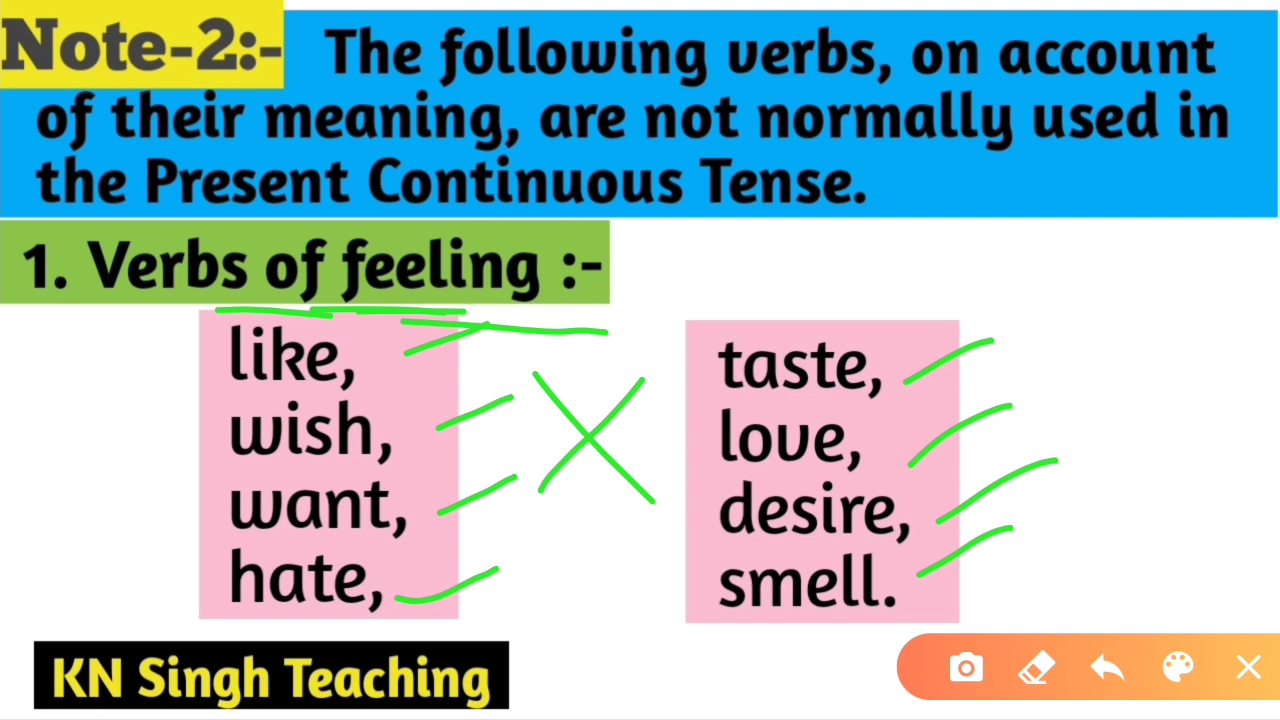 Note-2:- The following verbs, on account
of their meaning, are not normally used in
the Present Continuous Tense.
1. Verbs of feeling :-
like,
wish,
want,
hate,
taste,
love,
desire,
smell.
KN Singh Teaching